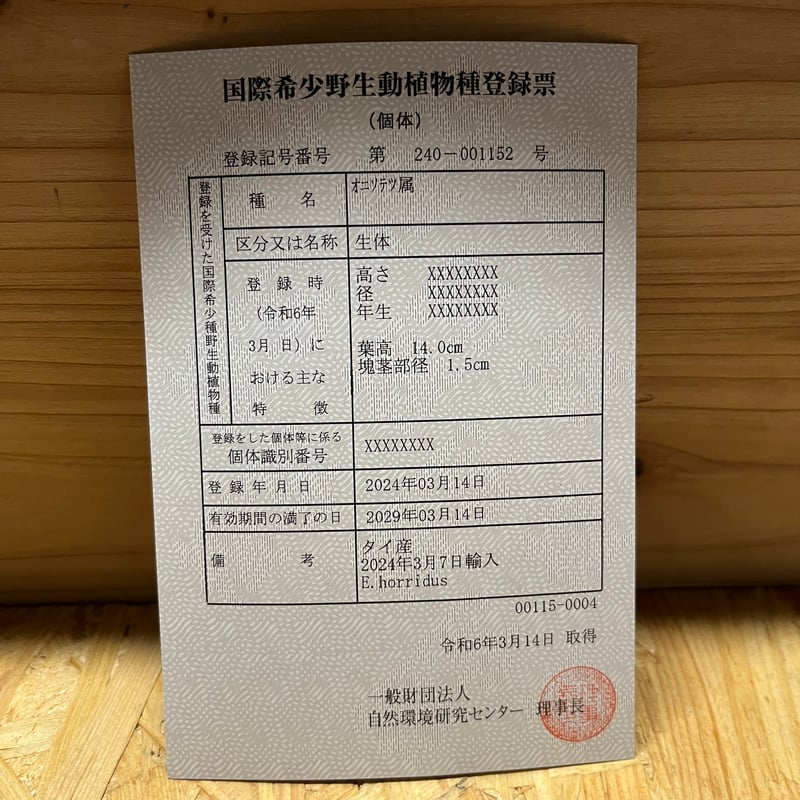 国際希少野生動植物種登録票
(個体)
登録記号番号 第 240-001152 号
登録を受けた国際希少野生動植物種
種 名 オニソテツ属
区分又は名称 生体
登 録 時
(令和6年
3月 日)に
おける主な
特 徴
高さ XXXXXXXX
径 XXXXXXXX
年生 XXXXXXXX
葉高 14.0cm
塊茎部径 1.5cm
登録をした個体等に係る
個体識別番号 XXXXXXXX
登 録 年 月 日 2024年03月14日
有効期間の満了の日 2029年03月14日
備 考
タイ産
2024年3月7日輸入
E.horridus
00115-0004
令和6年3月14日 取得
一般財団法人
自然環境研究センター 理事長